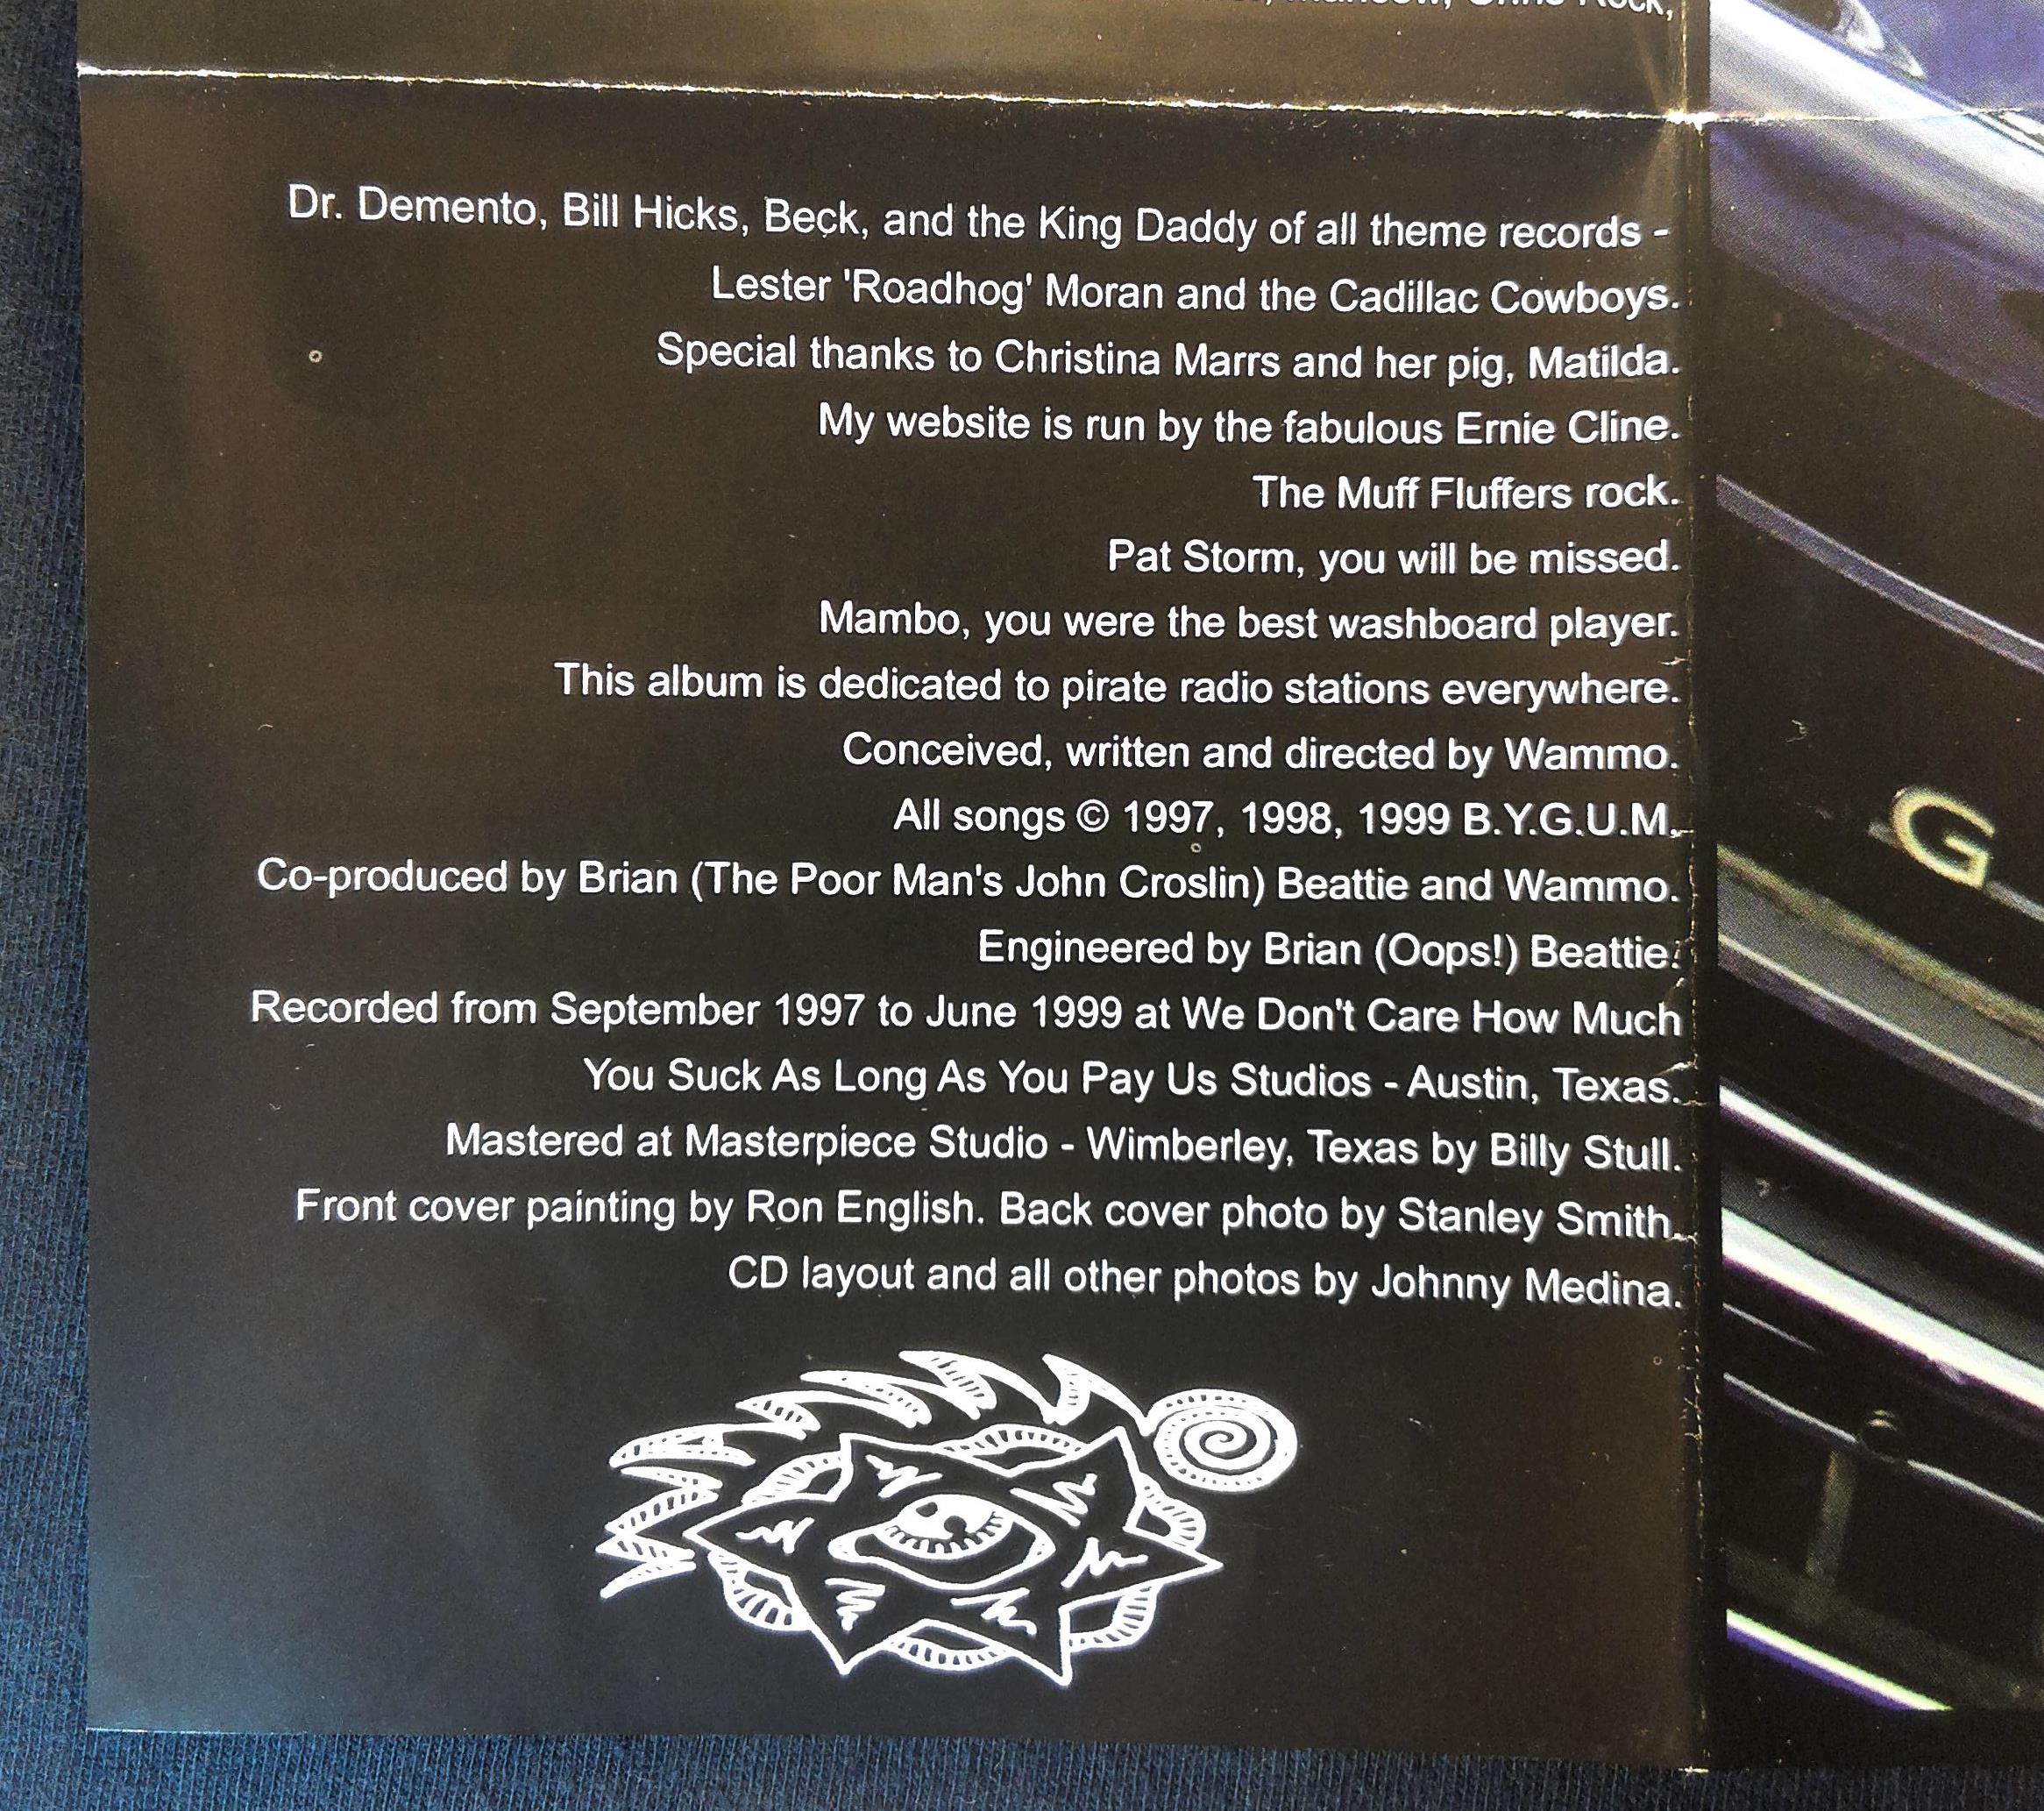 Rock,
Dr. Demento, Bill Hicks, Beck, and the King Daddy of all theme records -
Lester 'Roadhog' Moran and the Cadillac Cowboys.
Special thanks to Christina Marrs and her pig, Matilda.
My website is run by the fabulous Ernie Cline.
The Muff Fluffers rock.
Pat Storm, you will be missed.
Mambo, you were the best washboard player.
This album is dedicated to pirate radio stations everywhere.
Conceived, written and directed by Wammo.
All songs © 1997, 1998, 1999 B.Y.G.U.M.
Co-produced by Brian (The Poor Man's John Croslin) Beattie and Wammo.
Engineered by Brian (Oops!) Beattie.
Recorded from September 1997 to June 1999 at We Don't Care How Much
You Suck As Long As You Pay Us Studios - Austin, Texas.
Mastered at Masterpiece Studio - Wimberley, Texas by Billy Stull.
Front cover painting by Ron English. Back cover photo by Stanley Smith.
CD layout and all other photos by Johnny Medina.
G